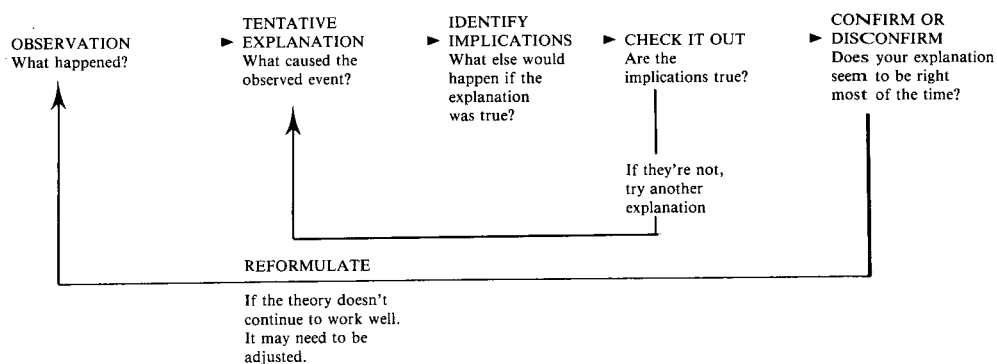 OBSERVATION
What happened?
TENTATIVE
EXPLANATION
What caused the
observed event?
IDENTIFY
IMPLICATIONS
What else would
happen if the
explanation
was true?
CHECK IT OUT
Are the
implications true?
CONFIRM OR
DISCONFIRM
Does your explanation
seem to be right
most of the time?
If they're not,
try another
explanation
REFORMULATE
If the theory doesn't
continue to work well.
It may need to be
adjusted.